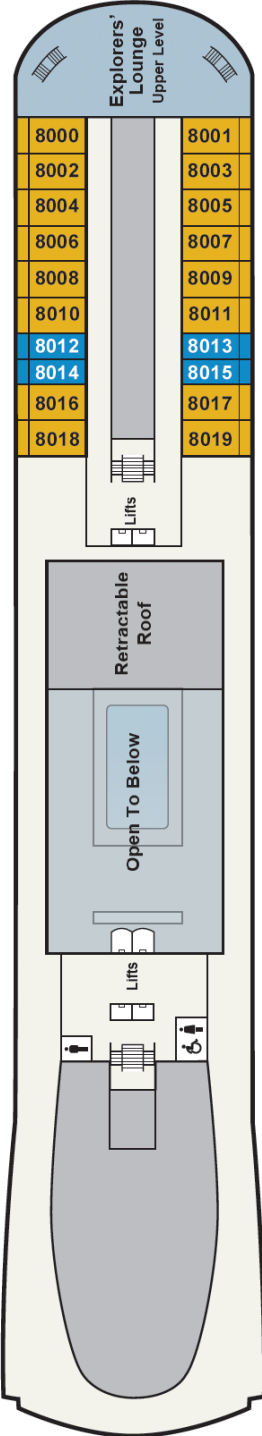 Explorers'
Lounge
Upper Level
8000 8001
8002 8003
8004 8005
8006 8007
8008 8009
8010 8011
8012 8013
8014 8015
8016 8017
8018 8019
Lifts
Retractable
Roof
Open To Below
Lifts